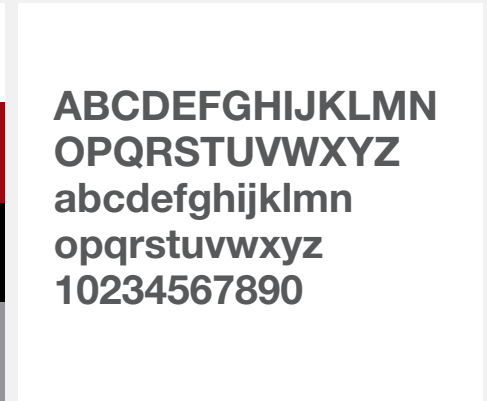 ABCDEFGHIJKLMN
OPQRSTUVWXYZ
abcdefghijklmn
opqrstuvwxyz
10234567890